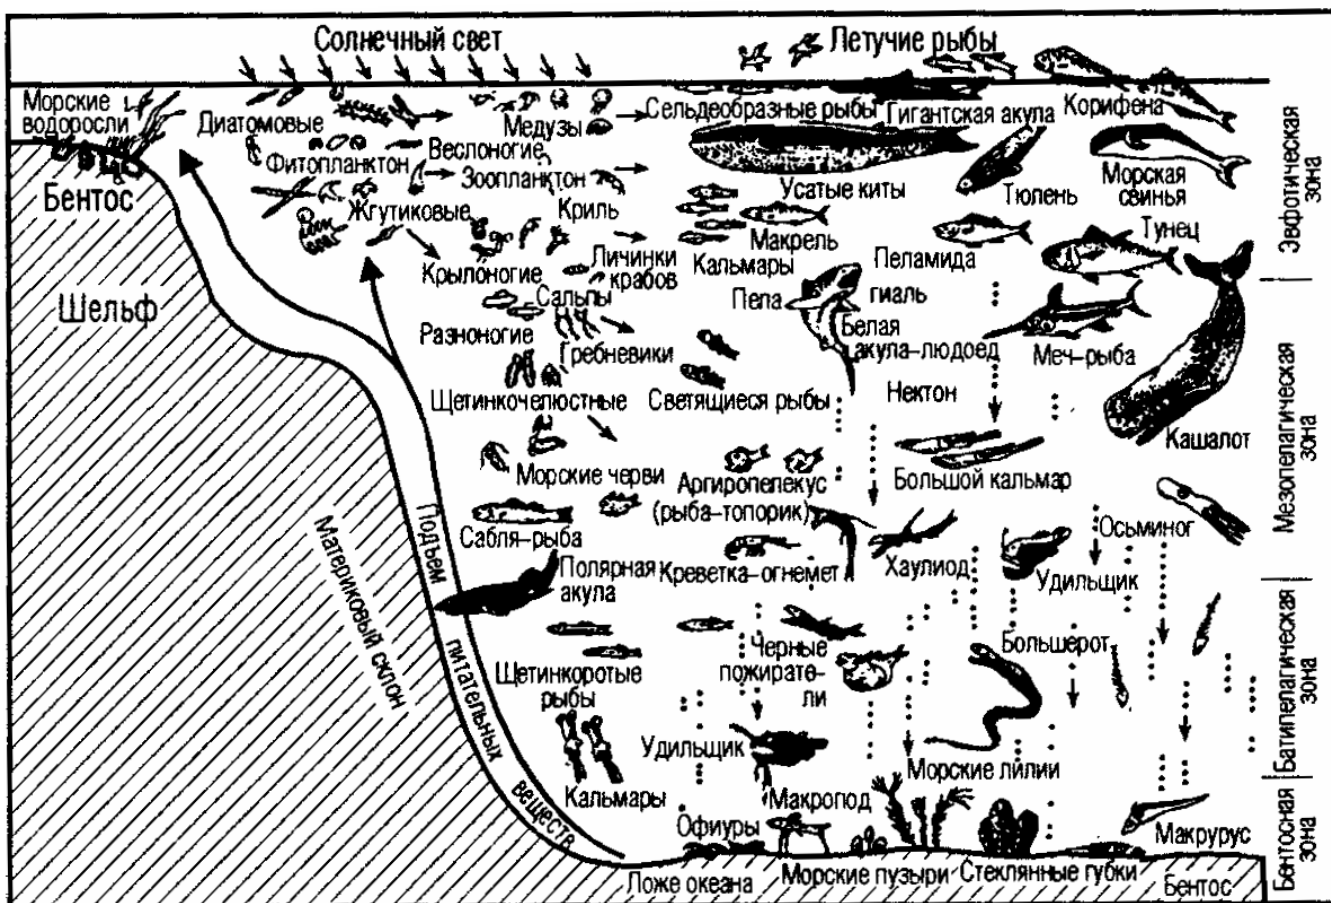 Солнечный свет
Летучие рыбы
Морские
водоросли
Диатомовые
Медузы
Сельдеобразные рыбы
Гигантская акула
Корифена
Фитопланктон
Веслоногие
Зоопланктон
Усатые киты
Тюлень
Морская
свинья
Бентос
Жгутиковые
Криль
Макрель
Тунец
Крылоногие
Личинки
крабов
Кальмары
Пеламида
Эвфотическая
зона
Шельф
Сальпы
Пела
гиаль
Разноногие
Гребневики
Белая
акула-людоед
Меч-рыба
Щетинкочелюстные
Светящиеся рыбы
Нектон
Кашалот
Морские черви
Аргиропелекус
(рыба-топорик)
Большой кальмар
Мезопелагическая
зона
Сабля-рыба
Осьминог
Полярная
акула
Креветка-огнемет
Хаулиод
Удильщик
Материковый склон
Подъем
питательных
веществ
Щетинкоротые
рыбы
Черные
пожирате-
ли
Большерот
Батипелагическая
зона
Удильщик
Морские лилии
Кальмары
Макропод
Офиуры
Макрурус
Бентосная
зона
Ложе океана
Морские пузыри
Стеклянные губки
Бентос